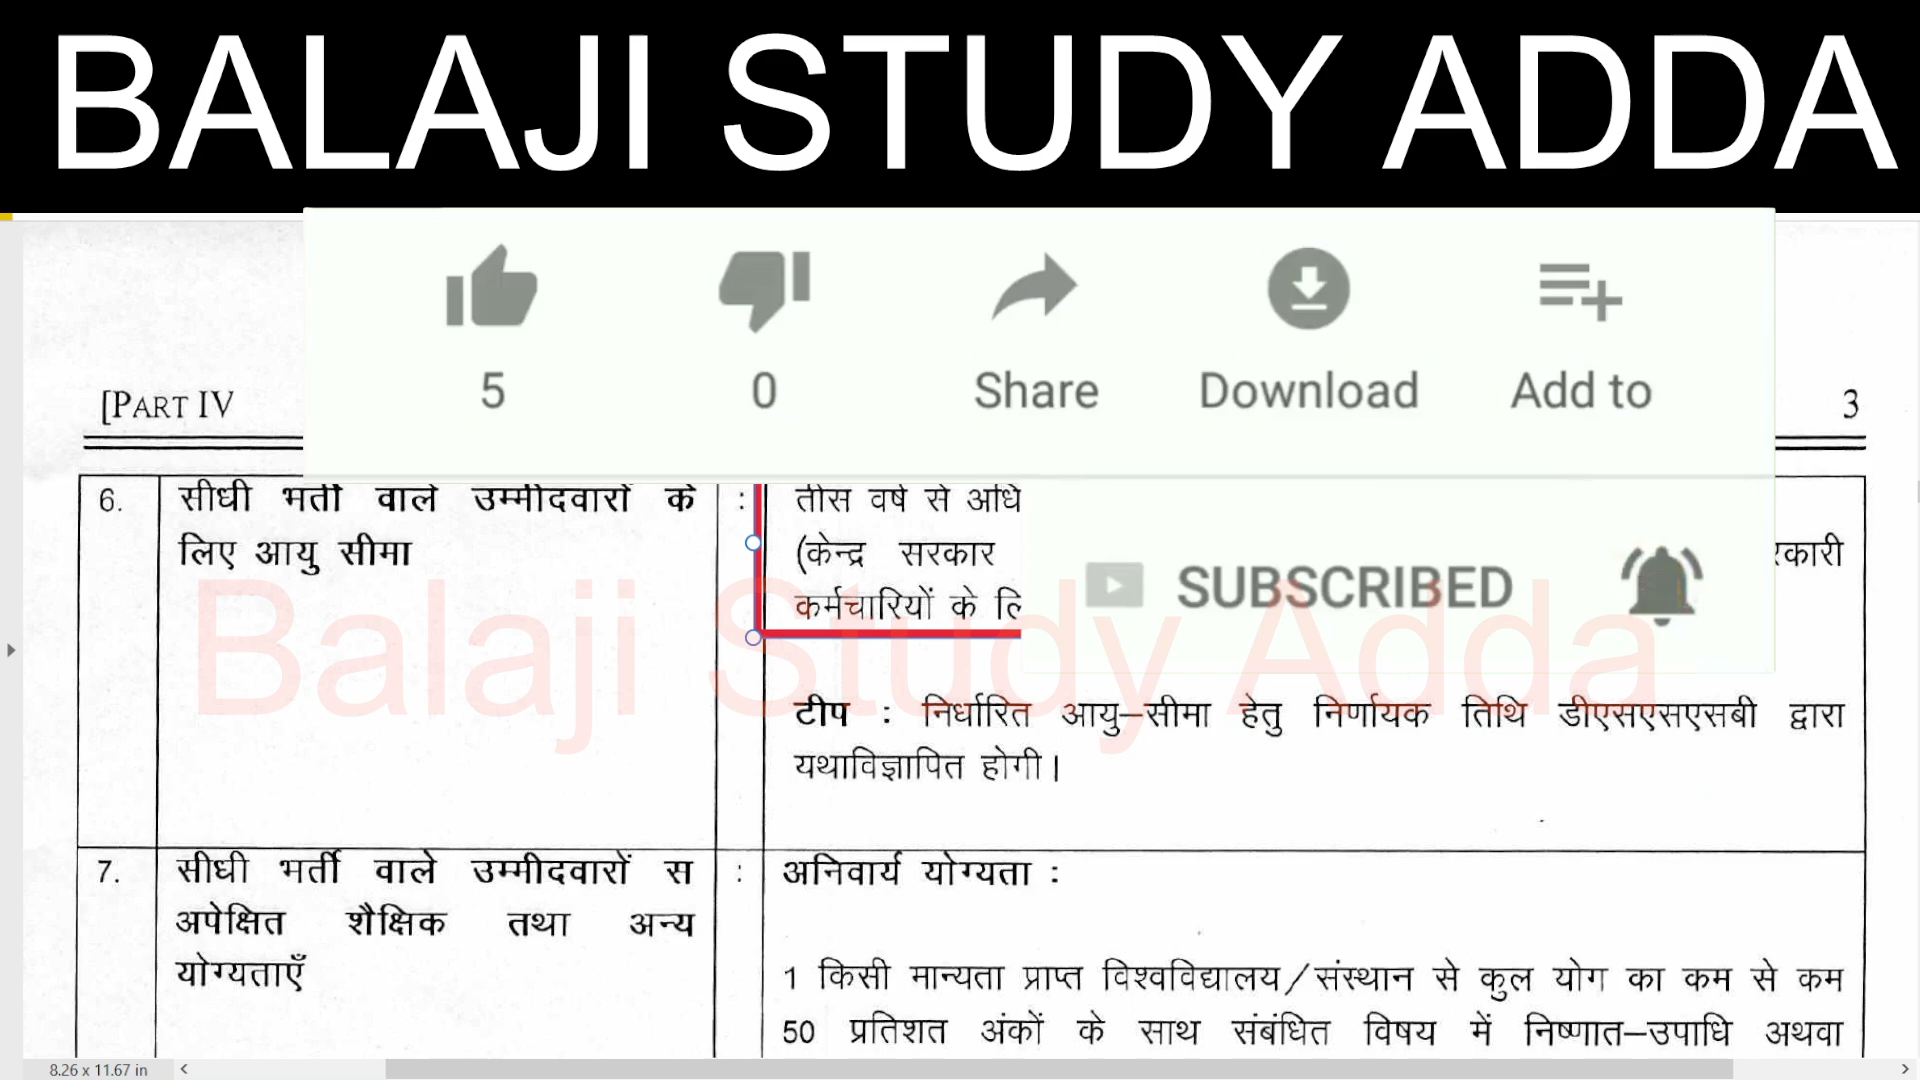 BALAJI STUDY ADDA
5 0 Share Download Add to
[PART IV 3
6. सीधी भर्ती वाले उम्मीदवारों के : तीस वर्ष से
लिए आयु सीमा (केन्द्र सरकार
कर्मचारियों के
SUBSCRIBED
Balaji Study Adda
टीप : निर्धारित आयु–सीमा हेतु निर्णायक तिथि डीएसएसएसबी द्वारा
यथाविज्ञापित होगी।
7. सीधी भर्ती वाले उम्मीदवारों स : अनिवार्य योग्यता :
अपेक्षित शैक्षिक तथा अन्य
योग्यताएँ
1 किसी मान्यता प्राप्त विश्वविद्यालय/संस्थान से कुल योग का कम से कम
50 प्रतिशत अंकों के साथ संबंधित विषय में निष्णात–उपाधि अथवा
8.26 x 11.67 in